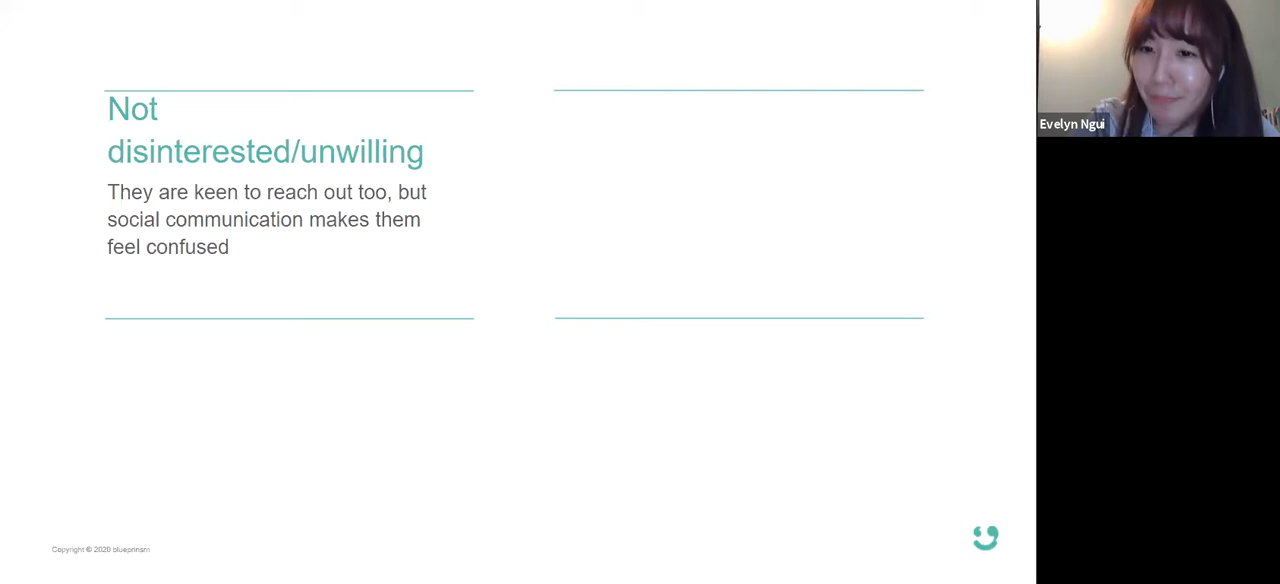 Not
disinterested/unwilling
They are keen to reach out too, but
social communication makes them
feel confused
Evelyn Ngui
Copyright © 2020 blueprinsm